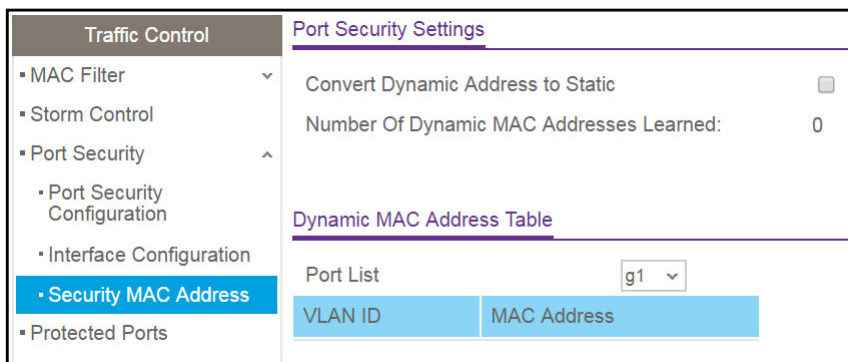 Traffic Control
MAC Filter
Storm Control
Port Security
Port Security
Configuration
Interface Configuration
Security MAC Address
Protected Ports
Port Security Settings
Convert Dynamic Address to Static
Number Of Dynamic MAC Addresses Learned: 0
Dynamic MAC Address Table
Port List g1
VLAN ID MAC Address